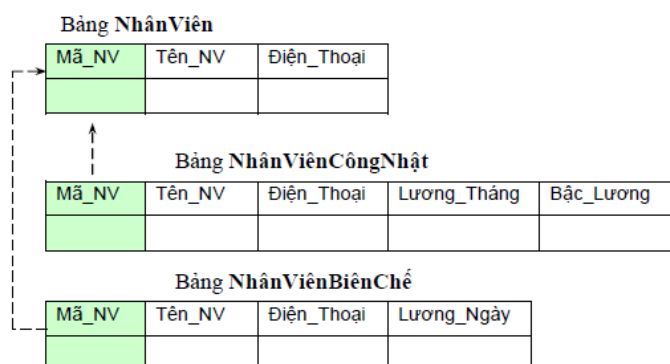 Bảng NhânViên
Mã_NV Tên_NV Điện_Thoại
Bảng NhânViênCôngNhật
Mã_NV Tên_NV Điện_Thoại Lương_Tháng Bậc_Lương
Bảng NhânViênBiênChế
Mã_NV Tên_NV Điện_Thoại Lương_Ngày